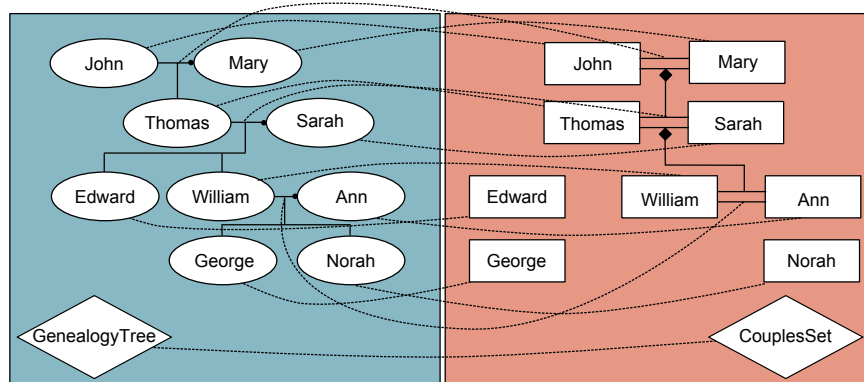 John
Mary
Thomas
Sarah
Edward
William
Ann
George
Norah
GenealogyTree
John
Mary
Thomas
Sarah
Edward
William
Ann
George
Norah
CouplesSet